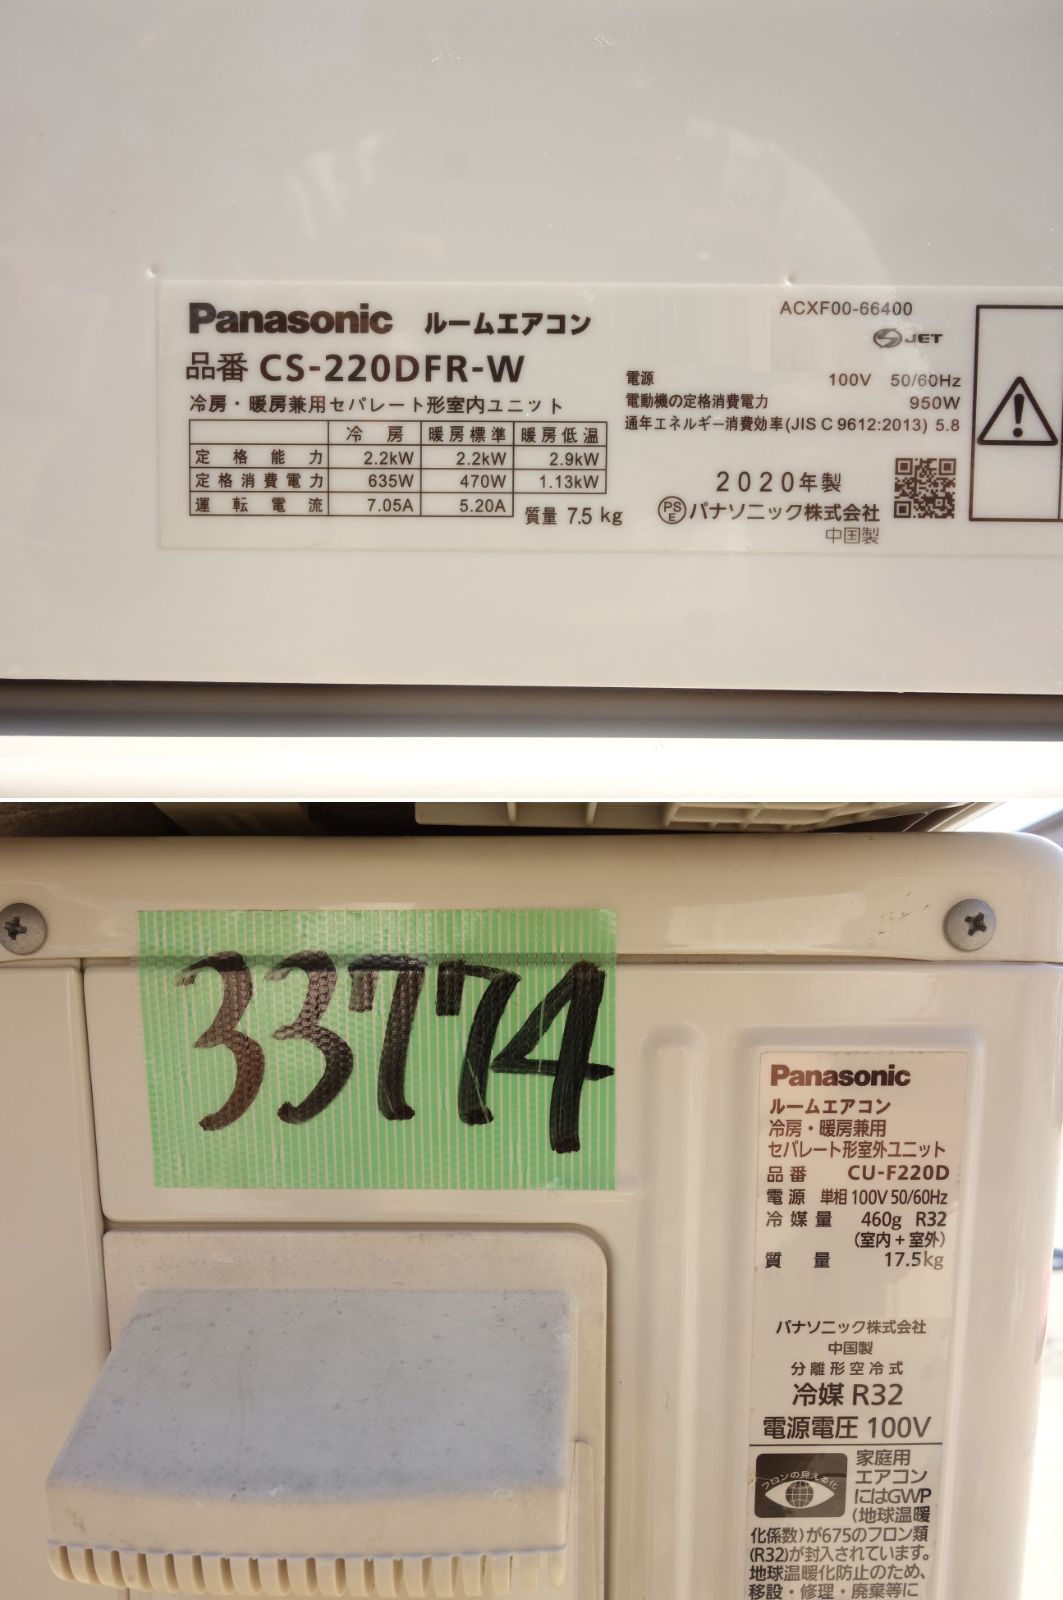 Panasonic ルームエアコン
品番 CS-220DFR-W
冷房・暖房兼用セパレート形室内ユニット
冷房 暖房標準 暖房低温
定格能力 2.2kW 2.2kW 2.9kW
定格消費電力 635W 470W 1.13kW
運転電流 7.05A 5.20A
質量 7.5 kg
ACXF00-66400
JET
電源 100V 50/60Hz
電動機の定格消費電力 950W
通年エネルギー消費効率(JIS C 9612:2013) 5.8
2020年製
PSE パナソニック株式会社
中国製
33774
Panasonic
ルームエアコン
冷房・暖房兼用
セパレート形室外ユニット
品番 CU-F220D
電源 単相 100V 50/60Hz
冷媒量 460g R32
(室内+室外)
質量 17.5kg
パナソニック株式会社
中国製
分離形空冷式
冷媒 R32
電源電圧 100V
フロンの見える化
家庭用
エアコン
にはGWP
(地球温暖
化係数)が675のフロン類
(R32)が封入されています。
地球温暖化防止のため、
移設・修理・廃棄等に